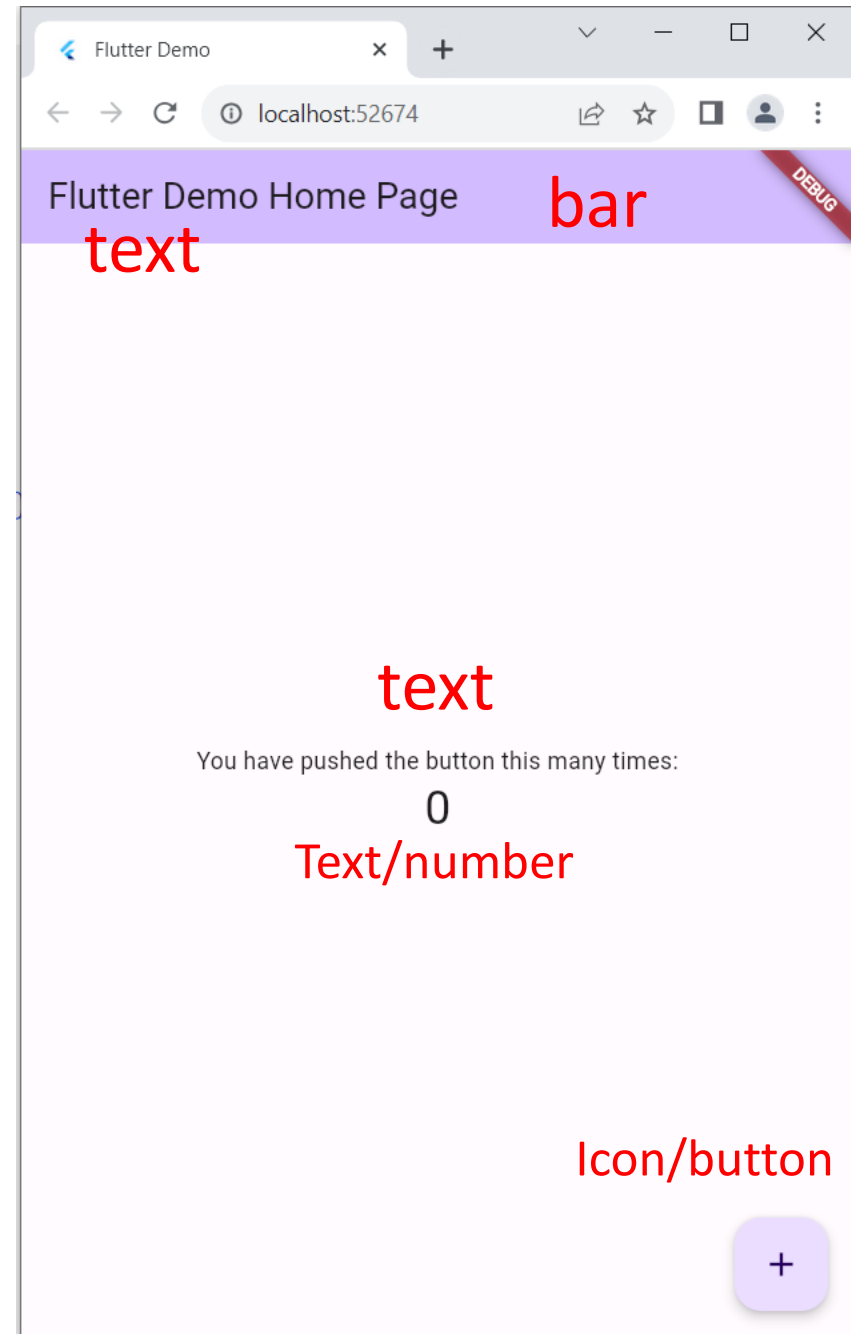 Flutter Demo
localhost:52674
Flutter Demo Home Page
bar
DEBUG
text
text
You have pushed the button this many times:
0
Text/number
Icon/button
+